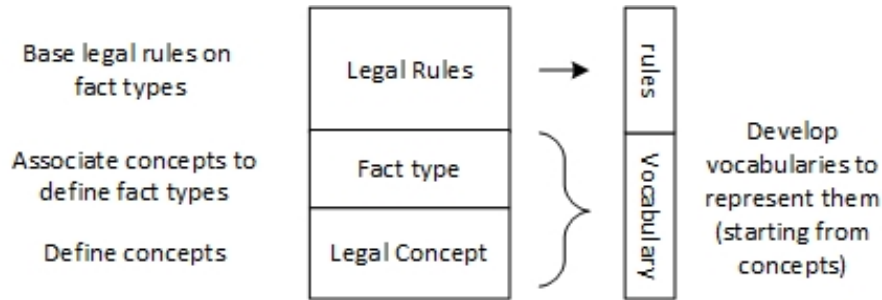 Base legal rules on
fact types
Legal Rules
rules
Associate concepts to
define fact types
Fact type
Define concepts
Legal Concept
Vocabulary
Develop
vocabularies to
represent them
(starting from
concepts)